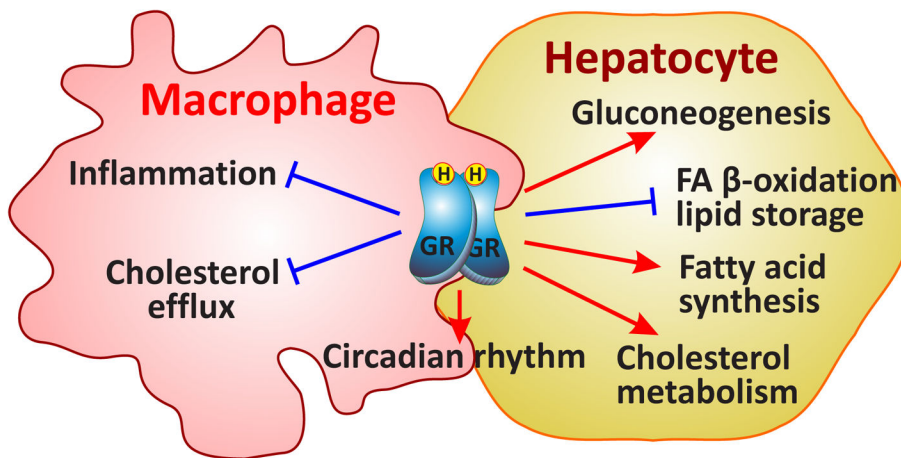 Macrophage
Hepatocyte
Inflammation
Cholesterol
efflux
H
H
GR
GR
Circadian rhythm
Gluconeogenesis
FA β-oxidation
lipid storage
Fatty acid
synthesis
Cholesterol
metabolism